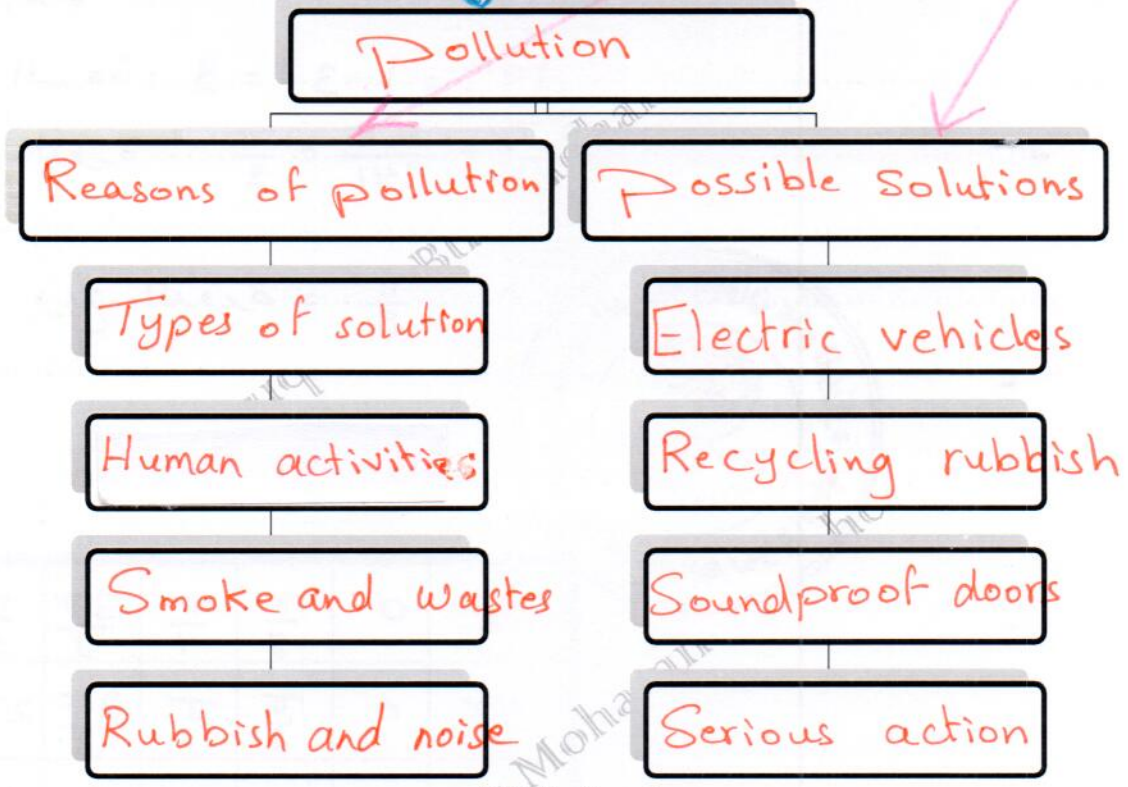 Pollution
Reasons of pollution
Possible solutions
Types of solution
Electric vehicles
Human activities
Recycling rubbish
Smoke and wastes
Soundproof doors
Rubbish and noise
Serious action